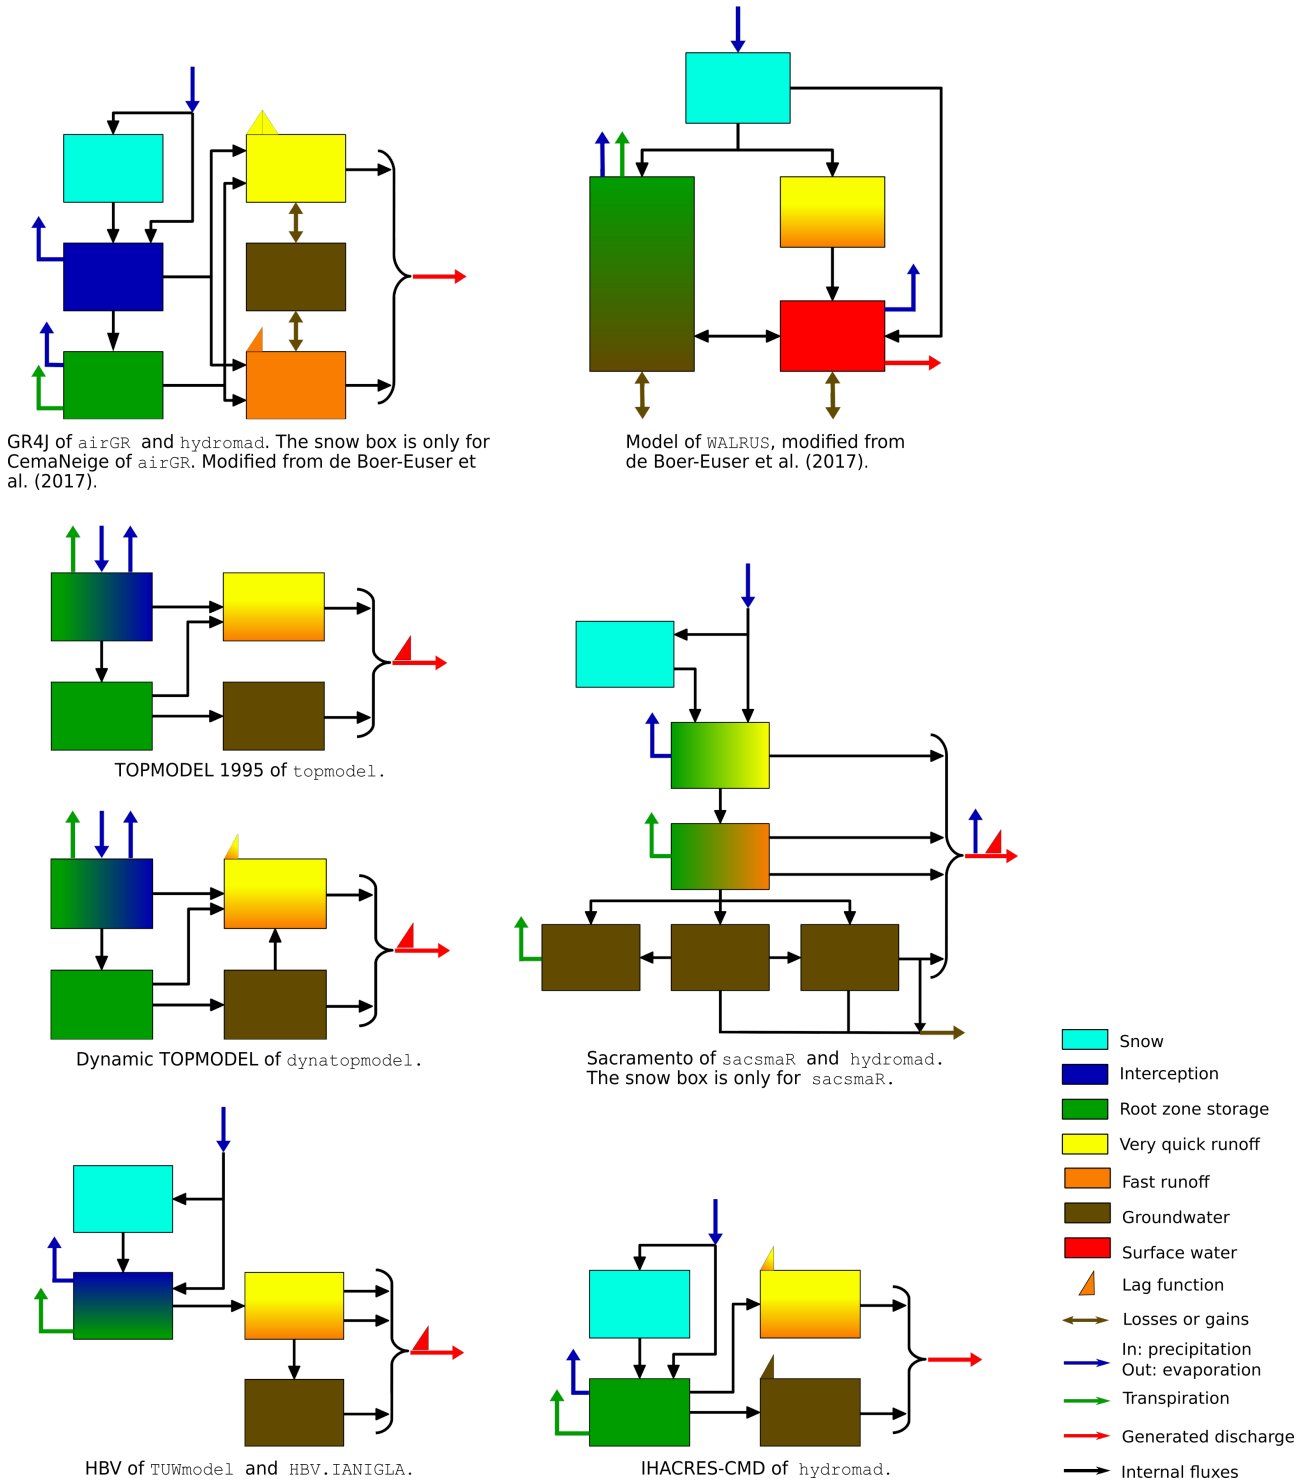 GR4J of airGR and hydromad. The snow box is only for
CemaNeige of airGR. Modified from de Boer-Euser et
al. (2017).
Model of WALRUS, modified from
de Boer-Euser et al. (2017).
TOPMODEL 1995 of topmodel.
Dynamic TOPMODEL of dynatopmodel.
Sacramento of sacsmaR and hydromad.
The snow box is only for sacsmaR.
HBV of TUWmodel and HBV.IANIGLA.
IHACRES-CMD of hydromad.
Snow
Interception
Root zone storage
Very quick runoff
Fast runoff
Groundwater
Surface water
Lag function
Losses or gains
In: precipitation
Out: evaporation
Transpiration
Generated discharge
Internal fluxes